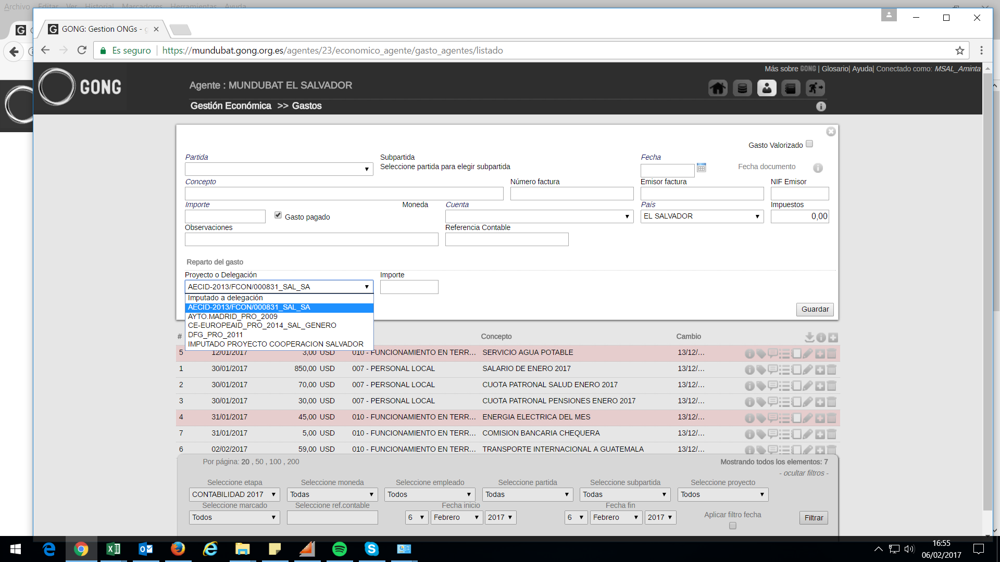 Archivo Editar Ver Historial Marcadores Herramientas Ayuda
GONG: Gestion ONGs - g
Es seguro
https://mundubat.gong.org.es/agentes/23/economico_agente/gasto_agentes/listado
Más sobre GONG | Glosario| Ayuda| Conectado como: MSAL_Aminta
GONG
Agente : MUNDUBAT EL SALVADOR
Gestión Económica >> Gastos
Gasto Valorizado
Partida
Subpartida
Fecha
Seleccione partida para elegir subpartida
Fecha documento
Concepto
Número factura
Emisor factura
NIF Emisor
Importe
Moneda
Cuenta
País
Impuestos
Gasto pagado
EL SALVADOR
0,00
Observaciones
Referencia Contable
Reparto del gasto
Proyecto o Delegación
Importe
AECID-2013/FCON/000831_SAL_SA
Imputado a delegación
AECID-2013/FCON/000831_SAL_SA
AYTO.MADRID_PRO_2009
CE-EUROPEAID_PRO_2014_SAL_GENERO
DFG_PRO_2011
IMPUTADO PROYECTO COOPERACION SALVADOR
Guardar
# Concepto Cambio
5 12/01/2017 3,00 USD 010 - FUNCIONAMIENTO EN TERR... SERVICIO AGUA POTABLE 13/12/...
1 30/01/2017 850,00 USD 007 - PERSONAL LOCAL SALARIO DE ENERO 2017 13/12/...
2 30/01/2017 70,00 USD 007 - PERSONAL LOCAL CUOTA PATRONAL SALUD ENERO 2017 13/12/...
3 30/01/2017 30,00 USD 007 - PERSONAL LOCAL CUOTA PATRONAL PENSIONES ENERO 2017 13/12/...
4 31/01/2017 45,00 USD 010 - FUNCIONAMIENTO EN TERR... ENERGIA ELECTRICA DEL MES 13/12/...
7 31/01/2017 5,00 USD 010 - FUNCIONAMIENTO EN TERR... COMISION BANCARIA CHEQUERA 13/12/...
6 02/02/2017 59,00 USD 010 - FUNCIONAMIENTO EN TERR... TRANSPORTE INTERNACIONAL A GUATEMALA 13/12/...
Por página: 20 , 50 , 100 , 200
Mostrando todos los elementos: 7
- ocultar filtros -
Seleccione etapa Seleccione moneda Seleccione empleado Seleccione partida Seleccione subpartida Seleccione proyecto
CONTABILIDAD 2017 Todas Todos Todas Todas Todos
Seleccione marcado Seleccione ref.contable Fecha inicio Fecha fin
Aplicar filtro fecha
Todos 6 Febrero 2017 6 Febrero 2017 Filtrar
16:55
06/02/2017